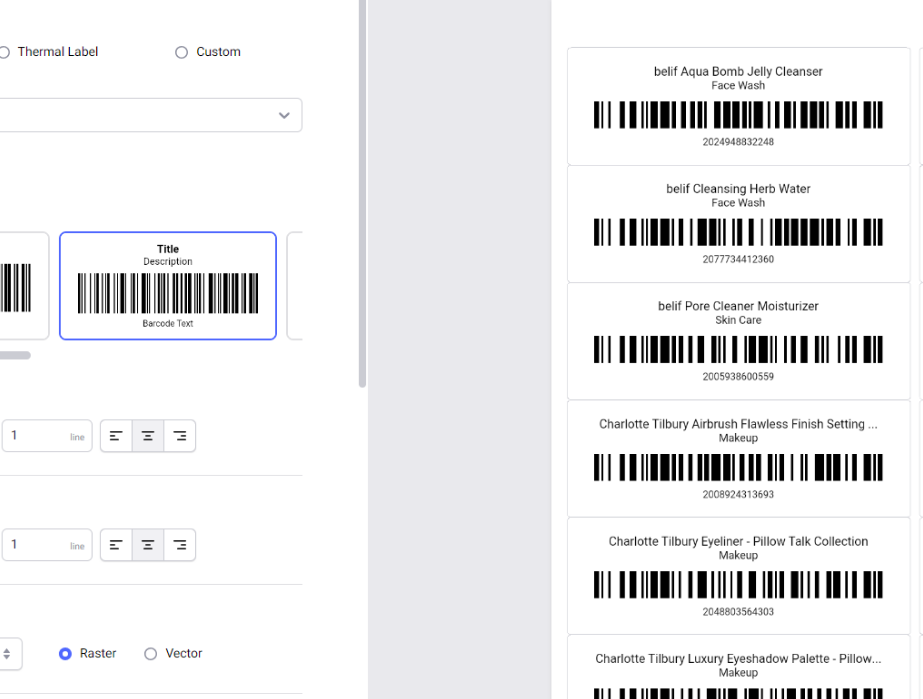 Thermal Label
Custom
Title
Description
Barcode Text
1
line
1
line
Raster
Vector
belif Aqua Bomb Jelly Cleanser
Face Wash
2024948832248
belif Cleansing Herb Water
Face Wash
2077734412360
belif Pore Cleaner Moisturizer
Skin Care
2005938600559
Charlotte Tilbury Airbrush Flawless Finish Setting ...
Makeup
2008924313693
Charlotte Tilbury Eyeliner - Pillow Talk Collection
Makeup
2048803564303
Charlotte Tilbury Luxury Eyeshadow Palette - Pillow...
Makeup